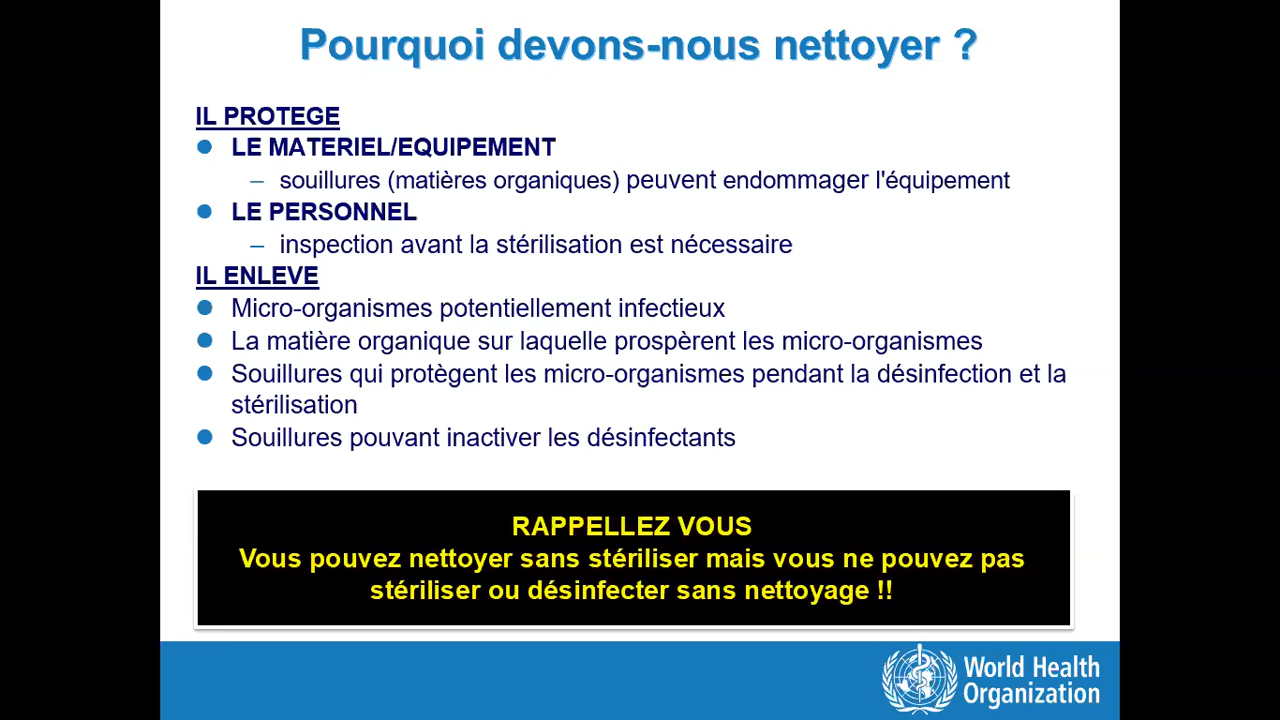 Pourquoi devons-nous nettoyer ?
IL PROTEGE
LE MATERIEL/EQUIPEMENT
– souillures (matières organiques) peuvent endommager l'équipement
LE PERSONNEL
– inspection avant la stérilisation est nécessaire
IL ENLEVE
Micro-organismes potentiellement infectieux
La matière organique sur laquelle prospèrent les micro-organismes
Souillures qui protègent les micro-organismes pendant la désinfection et la
stérilisation
Souillures pouvant inactiver les désinfectants
RAPPELLEZ VOUS
Vous pouvez nettoyer sans stériliser mais vous ne pouvez pas
stériliser ou désinfecter sans nettoyage !!
World Health
Organization